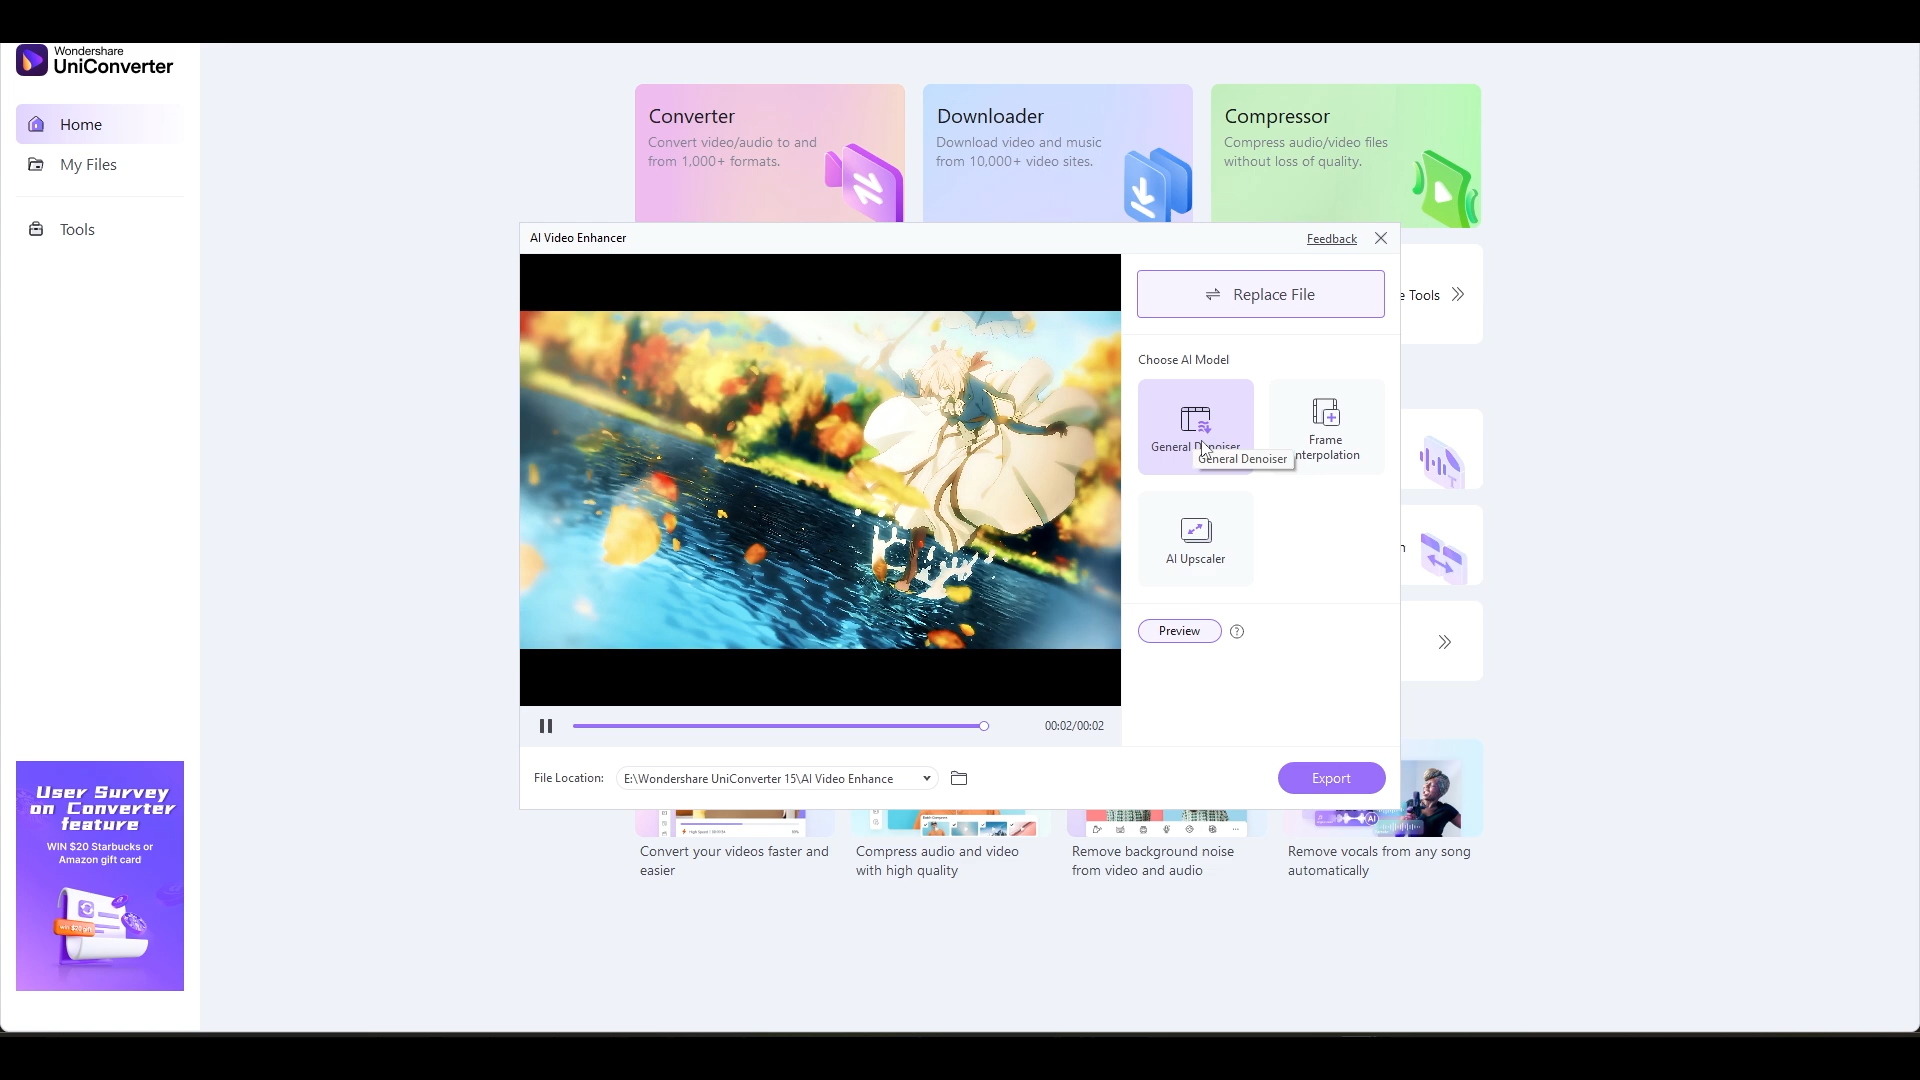 Wondershare
UniConverter
Home
My Files
Tools
User Survey
on Converter
feature
WIN $20 Starbucks or
Amazon gift card
Converter
Convert video/audio to and
from 1,000+ formats.
Downloader
Download video and music
from 10,000+ video sites.
Compressor
Compress audio/video files
without loss of quality.
AI Video Enhancer
Feedback
Replace File
e Tools
Choose AI Model
General Denoiser
General Denoiser
Frame
nterpolation
AI Upscaler
n
Preview
00:02/00:02
File Location:
E:\Wondershare UniConverter 15\AI Video Enhance
Export
Convert your videos faster and
easier
Compress audio and video
with high quality
Remove background noise
from video and audio
Remove vocals from any song
automatically